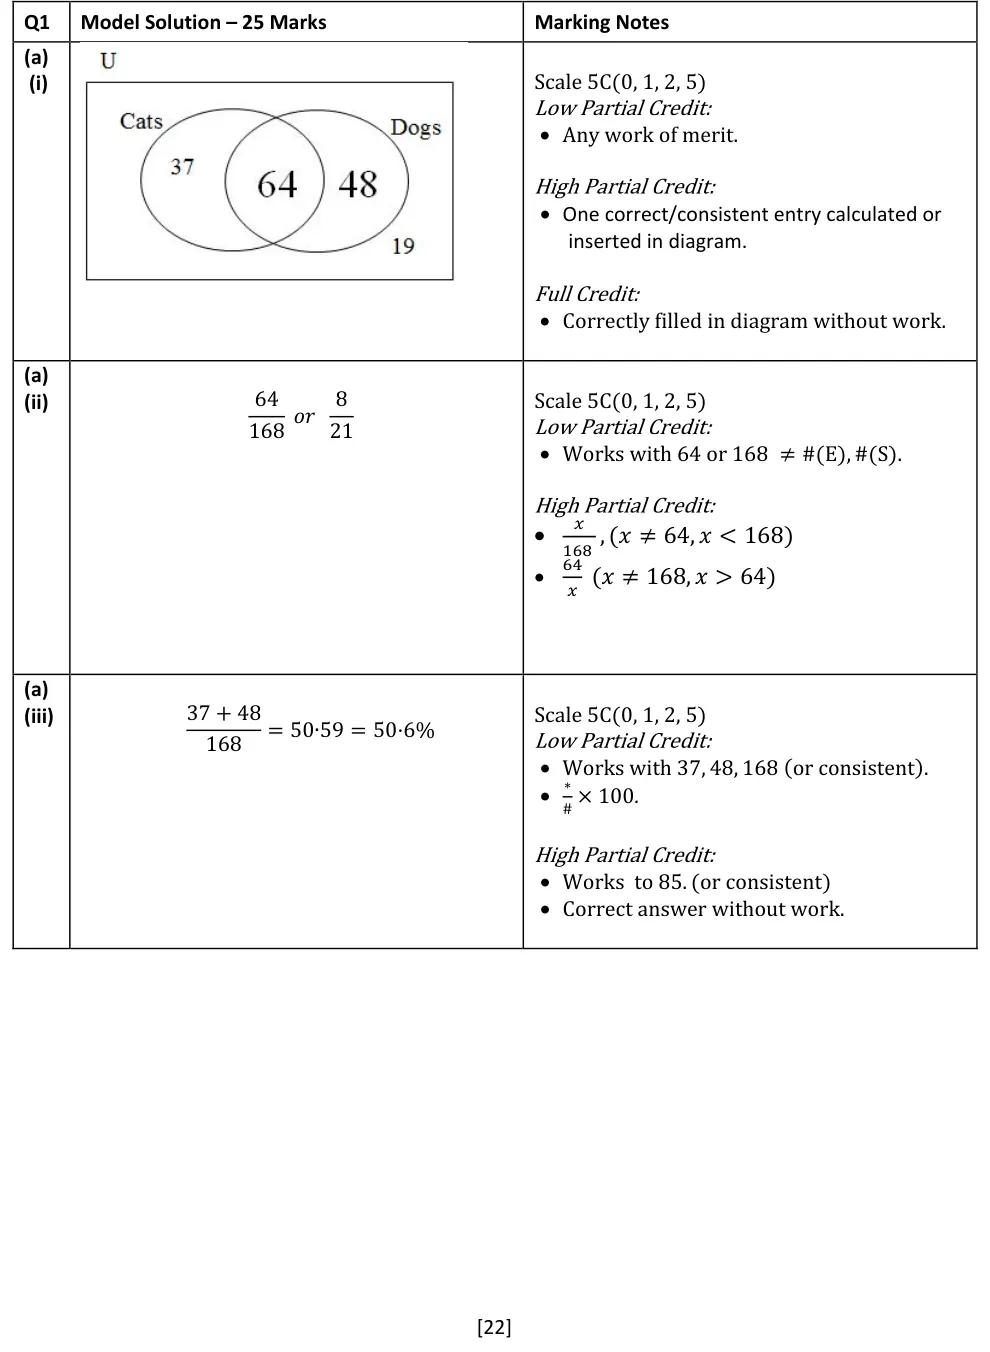 Q1 Model Solution – 25 Marks Marking Notes
(a)
(i)
U
Cats
Dogs
37
64
48
19
Scale 5C(0, 1, 2, 5)
Low Partial Credit:
• Any work of merit.
High Partial Credit:
• One correct/consistent entry calculated or
inserted in diagram.
Full Credit:
• Correctly filled in diagram without work.
(a)
(ii)
64/168 or 8/21
Scale 5C(0, 1, 2, 5)
Low Partial Credit:
• Works with 64 or 168 ≠ #(E), #(S).
High Partial Credit:
• x/168 , (x ≠ 64, x < 168)
• 64/x (x ≠ 168, x > 64)
(a)
(iii)
37 + 48/168 = 50·59 = 50·6%
Scale 5C(0, 1, 2, 5)
Low Partial Credit:
• Works with 37, 48, 168 (or consistent).
• */# × 100.
High Partial Credit:
• Works to 85. (or consistent)
• Correct answer without work.
[22]